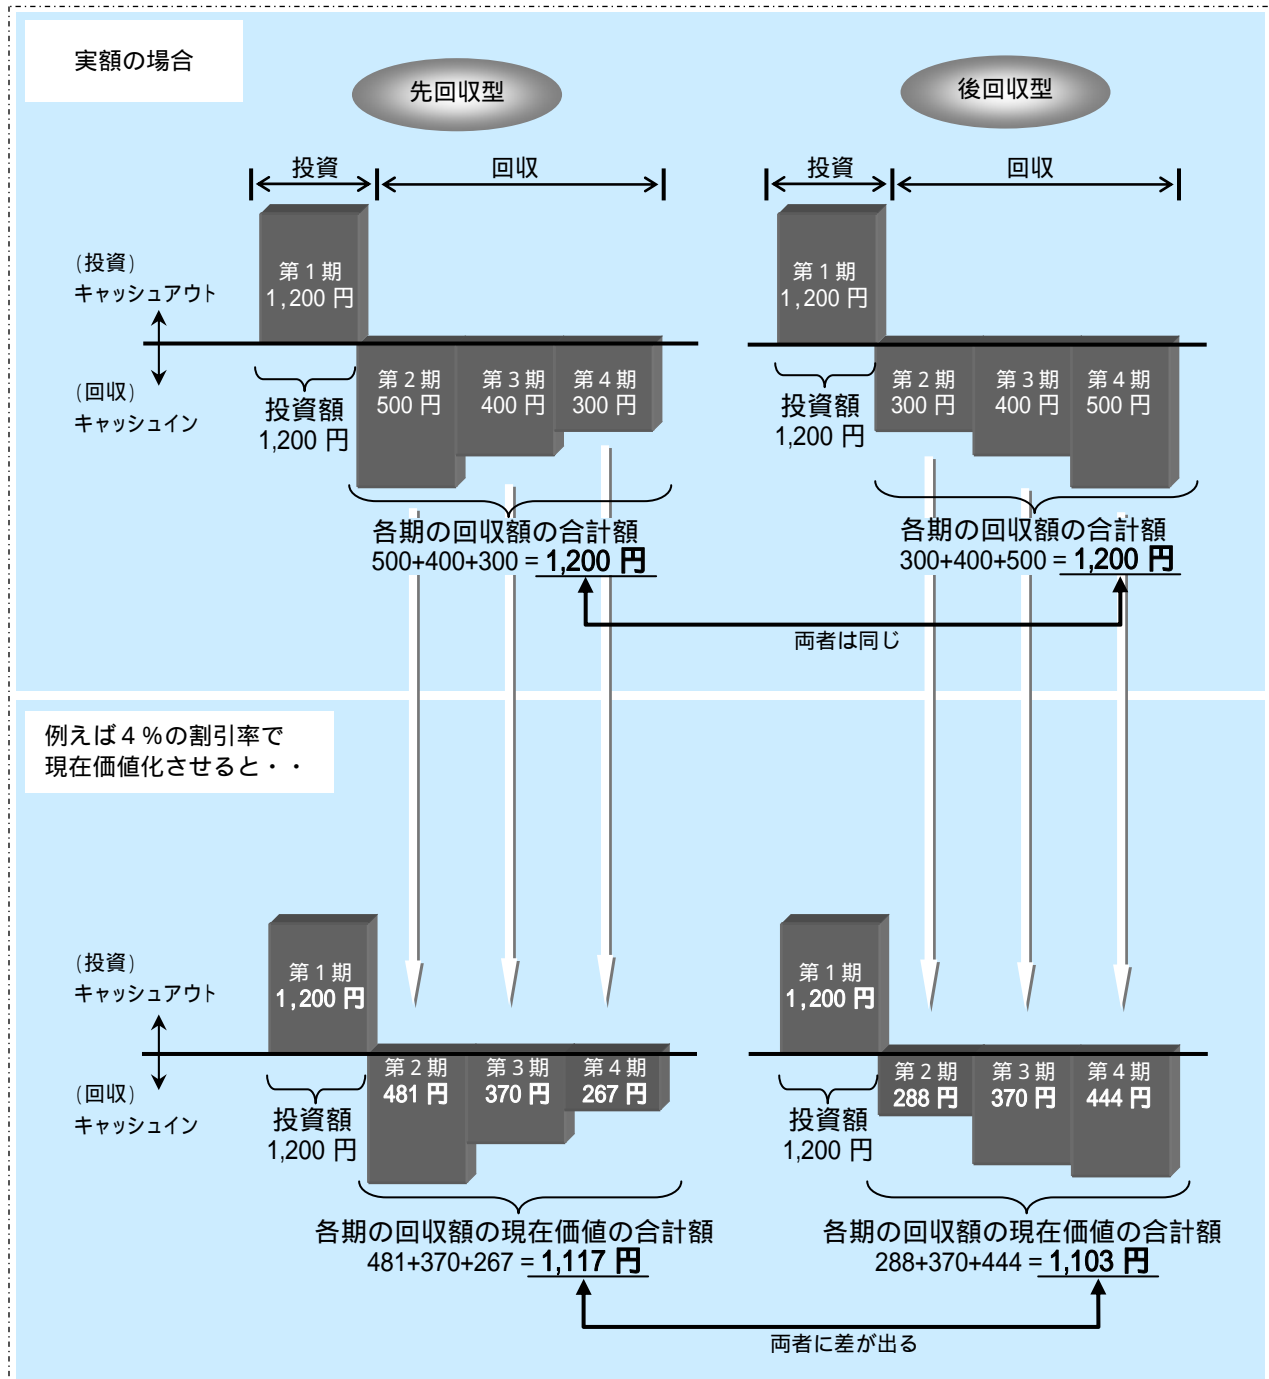 実額の場合
先回収型
後回収型
投資
回収
投資
回収
(投資)
キャッシュアウト
(回収)
キャッシュイン
第１期
1,200 円
投資額
1,200 円
第２期
500 円
第３期
400 円
第４期
300 円
各期の回収額の合計額
500+400+300 = 1,200 円
第１期
1,200 円
投資額
1,200 円
第２期
300 円
第３期
400 円
第４期
500 円
各期の回収額の合計額
300+400+500 = 1,200 円
両者は同じ
例えば４％の割引率で
現在価値化させると・・
(投資)
キャッシュアウト
(回収)
キャッシュイン
第１期
1,200 円
投資額
1,200 円
第２期
481 円
第３期
370 円
第４期
267 円
各期の回収額の現在価値の合計額
481+370+267 = 1,117 円
第１期
1,200 円
投資額
1,200 円
第２期
288 円
第３期
370 円
第４期
444 円
各期の回収額の現在価値の合計額
288+370+444 = 1,103 円
両者に差が出る